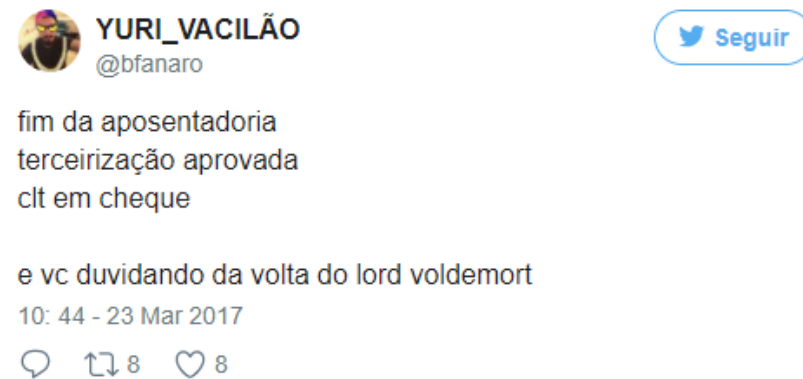 YURI_VACILÃO
@bfanaro
Seguir
fim da aposentadoria
terceirização aprovada
clt em cheque
e vc duvidando da volta do lord voldemort
10: 44 - 23 Mar 2017
8 8